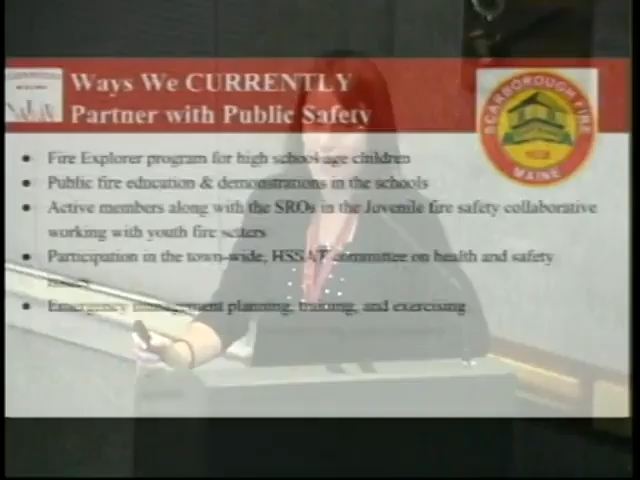 Ways We CURRENTLY
Partner with Public Safety
SCARBOROUGH FIRE
MAINE
• Fire Explorer program for high school age children
• Public fire education & demonstrations in the schools
• Active members along with the SROs in the Juvenile fire safety collaborative
working with youth fire setters
• Participation in the town-wide, HSSAT committee on health and safety
• Emergency management planning, training, and exercising